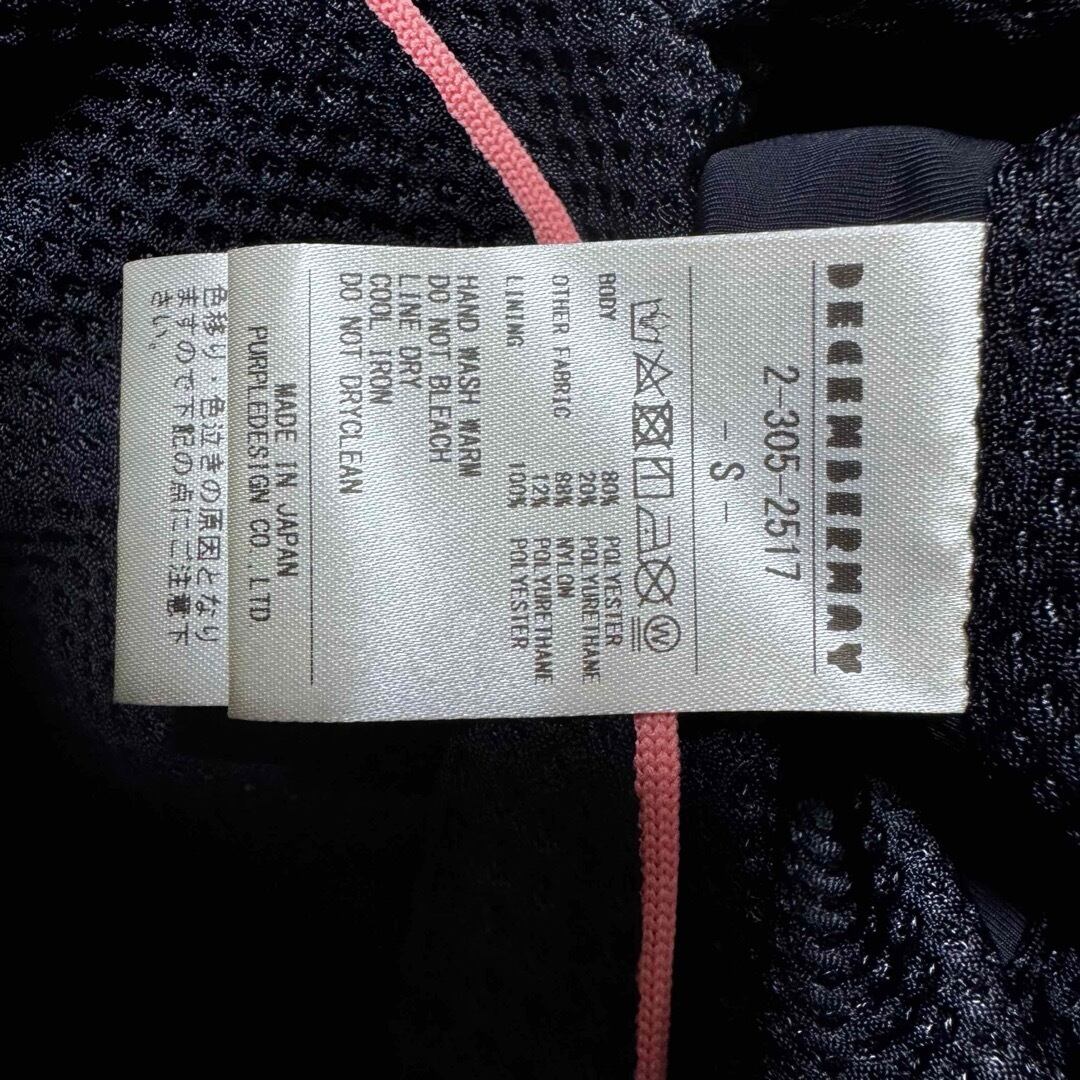 DECEMBERMAY
2-305-2517
- S -
W
BODY 80% POLYESTER
20% POLYURETHANE
OTHER FABRIC 88% NYLON
12% POLYURETHANE
LINING 100% POLYESTER
HAND WASH WARM
DO NOT BLEACH
LINE DRY
COOL IRON
DO NOT DRYCLEAN
MADE IN JAPAN
PURPLEDESIGN CO.,LTD
色移り・色泣きの原因となり
ますので下記の点にご注意下
さい。